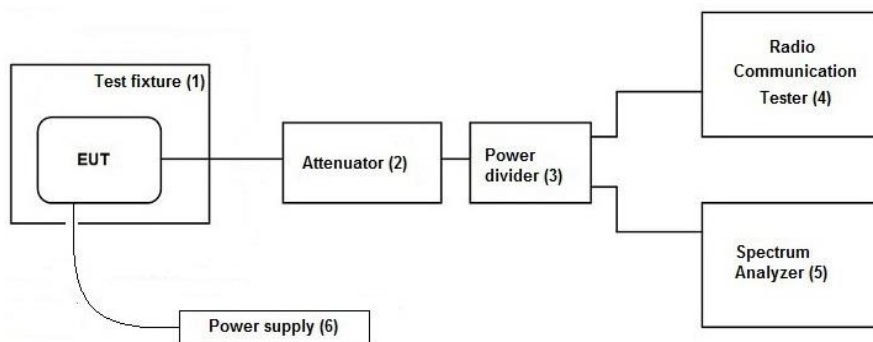 Test fixture (1)
EUT
Attenuator (2)
Power
divider (3)
Radio
Communication
Tester (4)
Spectrum
Analyzer (5)
Power supply (6)